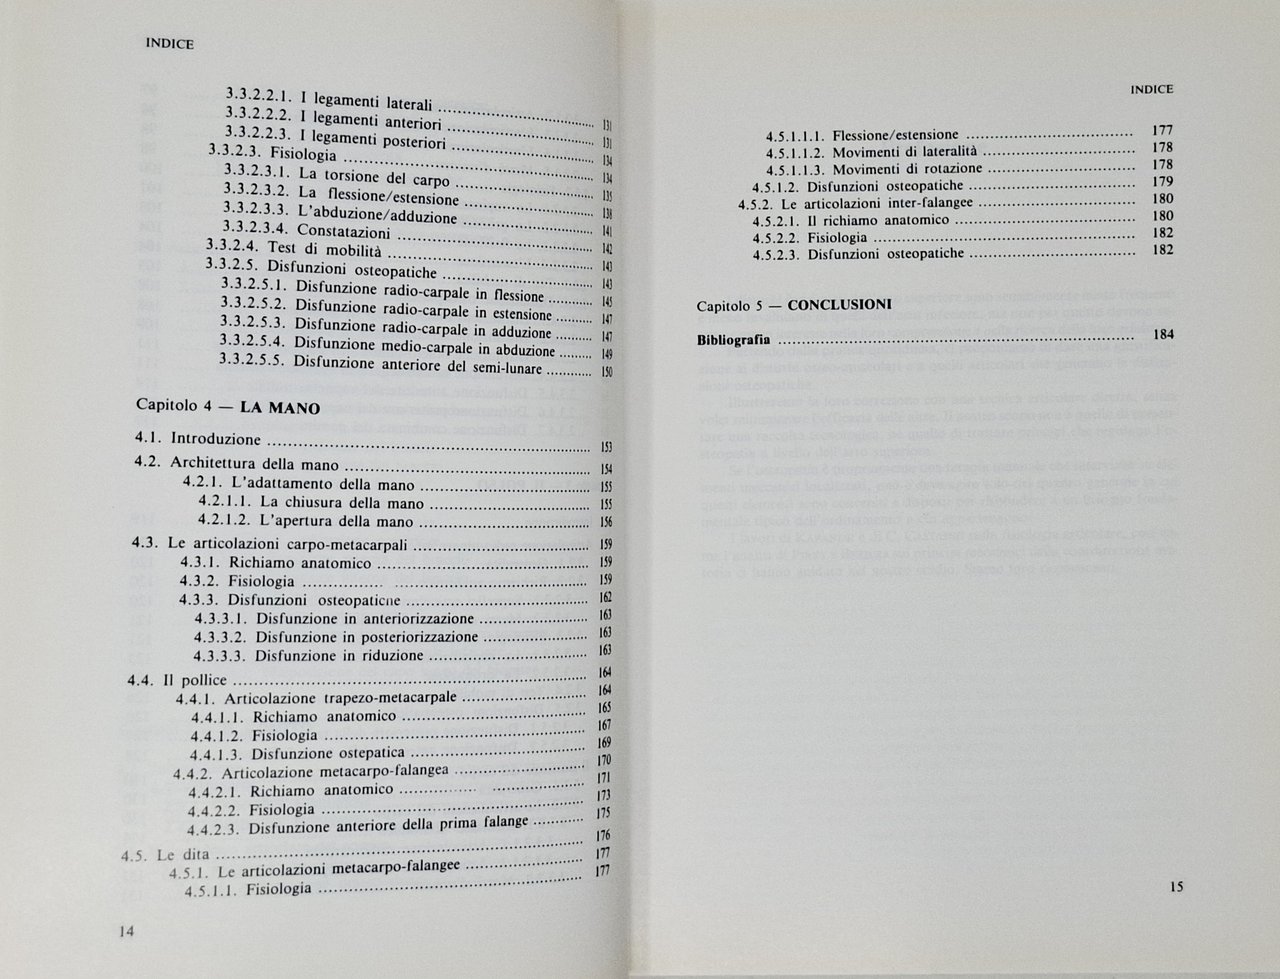 INDICE
3.3.2.2.1. I legamenti laterali ........................ 131
3.3.2.2.2. I legamenti anteriori ........................ 131
3.3.2.2.3. I legamenti posteriori ........................ 134
3.3.2.3. Fisiologia ........................ 134
3.3.2.3.1. La torsione del carpo ........................ 135
3.3.2.3.2. La flessione/estensione ........................ 138
3.3.2.3.3. L'abduzione/adduzione ........................ 141
3.3.2.3.4. Constatazioni ........................ 142
3.3.2.4. Test di mobilità ........................ 143
3.3.2.5. Disfunzioni osteopatiche ........................ 143
3.3.2.5.1. Disfunzione radio-carpale in flessione .......... 145
3.3.2.5.2. Disfunzione radio-carpale in estensione ......... 147
3.3.2.5.3. Disfunzione radio-carpale in adduzione ......... 147
3.3.2.5.4. Disfunzione medio-carpale in abduzione ........ 149
3.3.2.5.5. Disfunzione anteriore del semi-lunare ........... 150
Capitolo 4 — LA MANO
4.1. Introduzione ........................ 153
4.2. Architettura della mano ........................ 154
4.2.1. L'adattamento della mano ........................ 155
4.2.1.1. La chiusura della mano ........................ 155
4.2.1.2. L'apertura della mano ........................ 156
4.3. Le articolazioni carpo-metacarpali ........................ 159
4.3.1. Richiamo anatomico ........................ 159
4.3.2. Fisiologia ........................ 159
4.3.3. Disfunzioni osteopatiche ........................ 162
4.3.3.1. Disfunzione in anteriorizzazione ........................ 163
4.3.3.2. Disfunzione in posteriorizzazione ........................ 163
4.3.3.3. Disfunzione in riduzione ........................ 163
4.4. Il pollice ........................ 164
4.4.1. Articolazione trapezo-metacarpale ........................ 164
4.4.1.1. Richiamo anatomico ........................ 165
4.4.1.2. Fisiologia ........................ 167
4.4.1.3. Disfunzione ostepatica ........................ 169
4.4.2. Articolazione metacarpo-falangea ........................ 170
4.4.2.1. Richiamo anatomico ........................ 171
4.4.2.2. Fisiologia ........................ 173
4.4.2.3. Disfunzione anteriore della prima falange ........... 175
4.5. Le dita ........................ 176
4.5.1. Le articolazioni metacarpo-falangee ........................ 177
4.5.1.1. Fisiologia ........................ 177
14
INDICE
4.5.1.1.1. Flessione/estensione ........................ 177
4.5.1.1.2. Movimenti di lateralità ........................ 178
4.5.1.1.3. Movimenti di rotazione ........................ 178
4.5.1.2. Disfunzioni osteopatiche ........................ 179
4.5.2. Le articolazioni inter-falangee ........................ 180
4.5.2.1. Il richiamo anatomico ........................ 180
4.5.2.2. Fisiologia ........................ 182
4.5.2.3. Disfunzioni osteopatiche ........................ 182
Capitolo 5 — CONCLUSIONI
Bibliografia ........................ 184
15